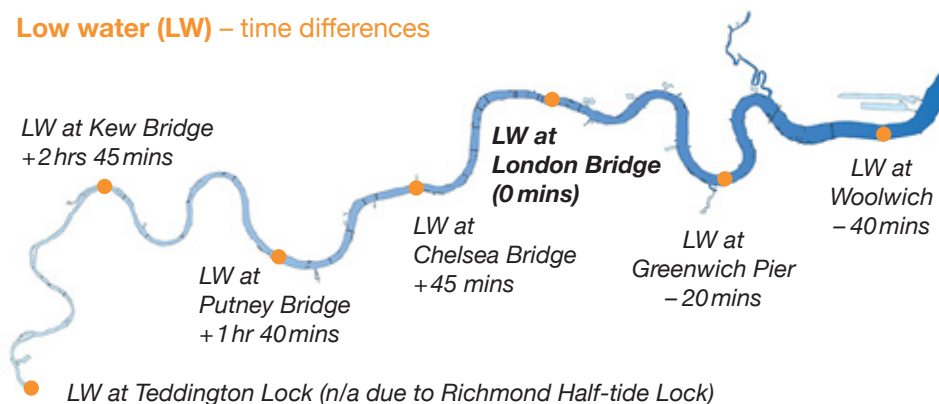 Low water (LW) – time differences
LW at Kew Bridge
+2 hrs 45 mins
LW at
London Bridge
(0 mins)
LW at
Woolwich
– 40 mins
LW at
Chelsea Bridge
+45 mins
LW at
Greenwich Pier
– 20 mins
LW at
Putney Bridge
+1 hr 40 mins
LW at Teddington Lock (n/a due to Richmond Half-tide Lock)